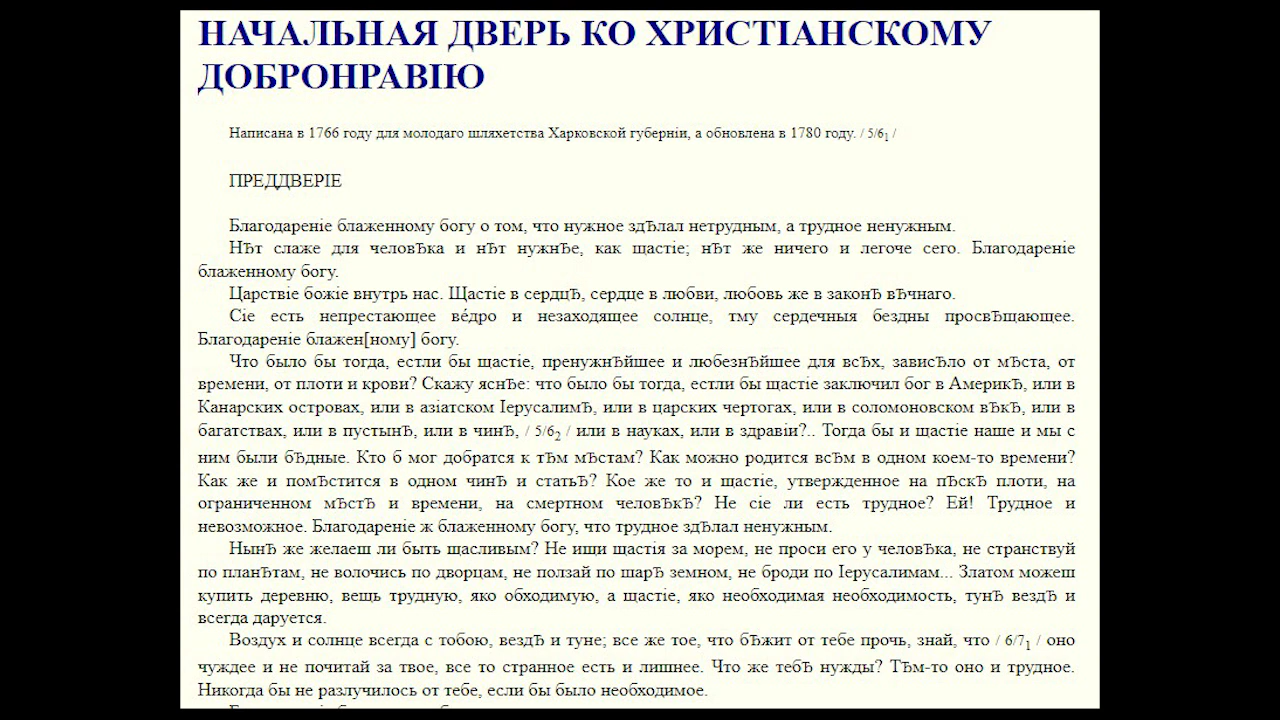 НАЧАЛЬНАЯ ДВЕРЬ КО ХРИСТІАНСКОМУ
ДОБРОНРАВІЮ
Написана в 1766 году для молодаго шляхетства Харковской губерніи, а обновлена в 1780 году. / 5/6₁ /
ПРЕДДВЕРІЕ
Благодареніе блаженному богу о том, что нужное здѢлал нетрудным, а трудное ненужным.
НѢт слаже для человѢка и нѢт нужнѢе, как щастіе; нѢт же ничего и легоче сего. Благодареніе
блаженному богу.
Царствіе божіе внутрь нас. Щастіе в сердцѢ, сердце в любви, любовь же в законѢ вѢчнаго.
Сіе есть непрестающее ве́дро и незаходящее солнце, тму сердечныя бездны просвѢщающее.
Благодареніе блажен[ному] богу.
Что было бы тогда, естли бы щастіе, пренужнѢйшее и любезнѢйшее для всѢх, зависѢло от мѢста, от
времени, от плоти и крови? Скажу яснѢе: что было бы тогда, естли бы щастіе заключил бог в АмерикѢ, или в
Канарских островах, или в азіатском ІерусалимѢ, или в царских чертогах, или в соломоновском вѢкѢ, или в
багатствах, или в пустынѢ, или в чинѢ, / 5/6₂ / или в науках, или в здравіи?.. Тогда бы и щастіе наше и мы с
ним были бѢдные. Кто б мог добратся к тѢм мѢстам? Как можно родится всѢм в одном коем-то времени?
Как же и помѢстится в одном чинѢ и статьѢ? Кое же то и щастіе, утвержденное на пѢскѢ плоти, на
ограниченном мѢстѢ и времени, на смертном человѢкѢ? Не сіе ли есть трудное? Ей! Трудное и
невозможное. Благодареніе ж блаженному богу, что трудное здѢлал ненужным.
НынѢ же желаеш ли быть щасливым? Не ищи щастія за морем, не проси его у человѢка, не странствуй
по планѢтам, не волочись по дворцам, не ползай по шарѢ земном, не броди по Іерусалимам... Златом можеш
купить деревню, вещь трудную, яко обходимую, а щастіе, яко необходимая необходимость, тунѢ вездѢ и
всегда даруется.
Воздух и солнце всегда с тобою, вездѢ и туне; все же тое, что бѢжит от тебе прочь, знай, что / 6/7₁ / оно
чуждее и не почитай за твое, все то странное есть и лишнее. Что же тебѢ нужды? ТѢм-то оно и трудное.
Никогда бы не разлучилось от тебе, если бы было необходимое.